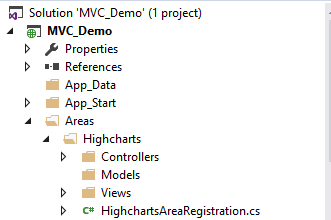 Solution 'MVC_Demo' (1 project)
MVC_Demo
Properties
References
App_Data
App_Start
Areas
Highcharts
Controllers
Models
Views
C# HighchartsAreaRegistration.cs